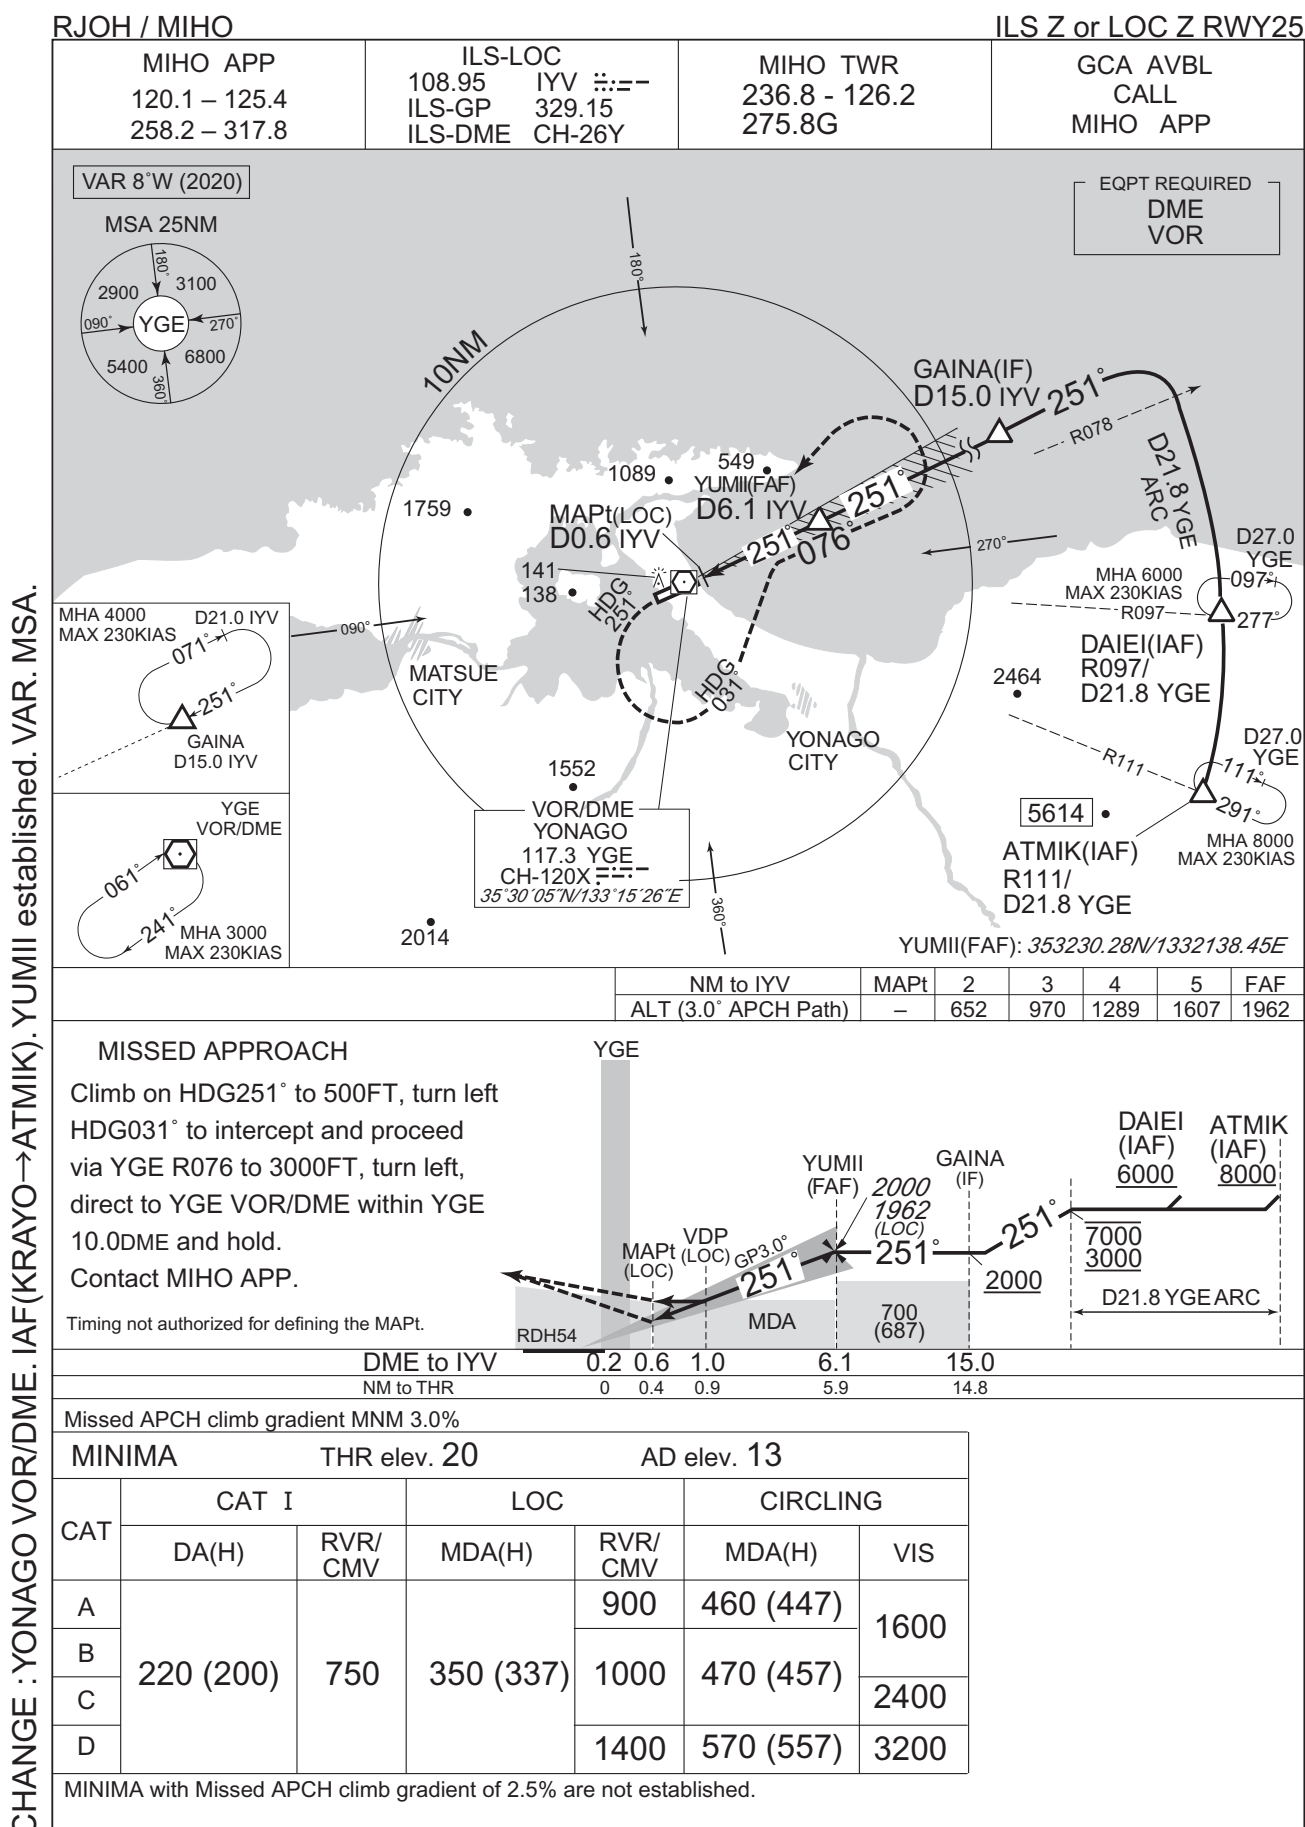 RJOH / MIHO
ILS Z or LOC Z RWY25
MIHO APP
120.1 – 125.4
258.2 – 317.8
ILS-LOC
108.95 IYV
ILS-GP 329.15
ILS-DME CH-26Y
MIHO TWR
236.8 - 126.2
275.8G
GCA AVBL
CALL
MIHO APP
VAR 8°W (2020)
MSA 25NM
180°
2900
3100
090°
YGE
270°
5400
6800
360°
EQPT REQUIRED
DME
VOR
180°
10NM
GAINA(IF)
D15.0 IYV
251°
R078
D21.8 YGE
ARC
1089
549
YUMII(FAF)
D6.1 IYV
251°
1759
MAPt(LOC)
D0.6 IYV
251°
076°
270°
D27.0
YGE
097°
MHA 6000
MAX 230KIAS
R097
277°
141
138
HDG
251°
DAIEI(IAF)
R097/
D21.8 YGE
MHA 4000
MAX 230KIAS
D21.0 IYV
071°
251°
GAINA
D15.0 IYV
090°
MATSUE
CITY
HDG
031°
2464
YONAGO
CITY
R111
D27.0
YGE
111°
291°
1552
5614
MHA 8000
MAX 230KIAS
ATMIK(IAF)
R111/
D21.8 YGE
YGE
VOR/DME
061°
241°
MHA 3000
MAX 230KIAS
VOR/DME
YONAGO
117.3 YGE
CH-120X
35°30´05˝N/133°15´26˝E
360°
2014
YUMII(FAF): 353230.28N/1332138.45E
NM to IYV MAPt 2 3 4 5 FAF
ALT (3.0° APCH Path) – 652 970 1289 1607 1962
MISSED APPROACH
Climb on HDG251° to 500FT, turn left
HDG031° to intercept and proceed
via YGE R076 to 3000FT, turn left,
direct to YGE VOR/DME within YGE
10.0DME and hold.
Contact MIHO APP.
Timing not authorized for defining the MAPt.
YGE
MAPt
(LOC)
VDP
(LOC)
GP3.0°
251°
YUMII
(FAF)
2000
1962
(LOC)
251°
GAINA
(IF)
2000
251°
7000
3000
DAIEI
(IAF)
6000
ATMIK
(IAF)
8000
D21.8 YGE ARC
RDH54
MDA
700
(687)
DME to IYV 0.2 0.6 1.0 6.1 15.0
NM to THR 0 0.4 0.9 5.9 14.8
Missed APCH climb gradient MNM 3.0%
MINIMA THR elev. 20 AD elev. 13
CAT CAT I LOC CIRCLING
DA(H) RVR/CMV MDA(H) RVR/CMV MDA(H) VIS
A 900 460 (447)
1600
B
220 (200) 750 350 (337) 1000 470 (457)
C 2400
D 1400 570 (557) 3200
MINIMA with Missed APCH climb gradient of 2.5% are not established.
CHANGE : YONAGO VOR/DME. IAF(KRAYO→ATMIK). YUMII established. VAR. MSA.